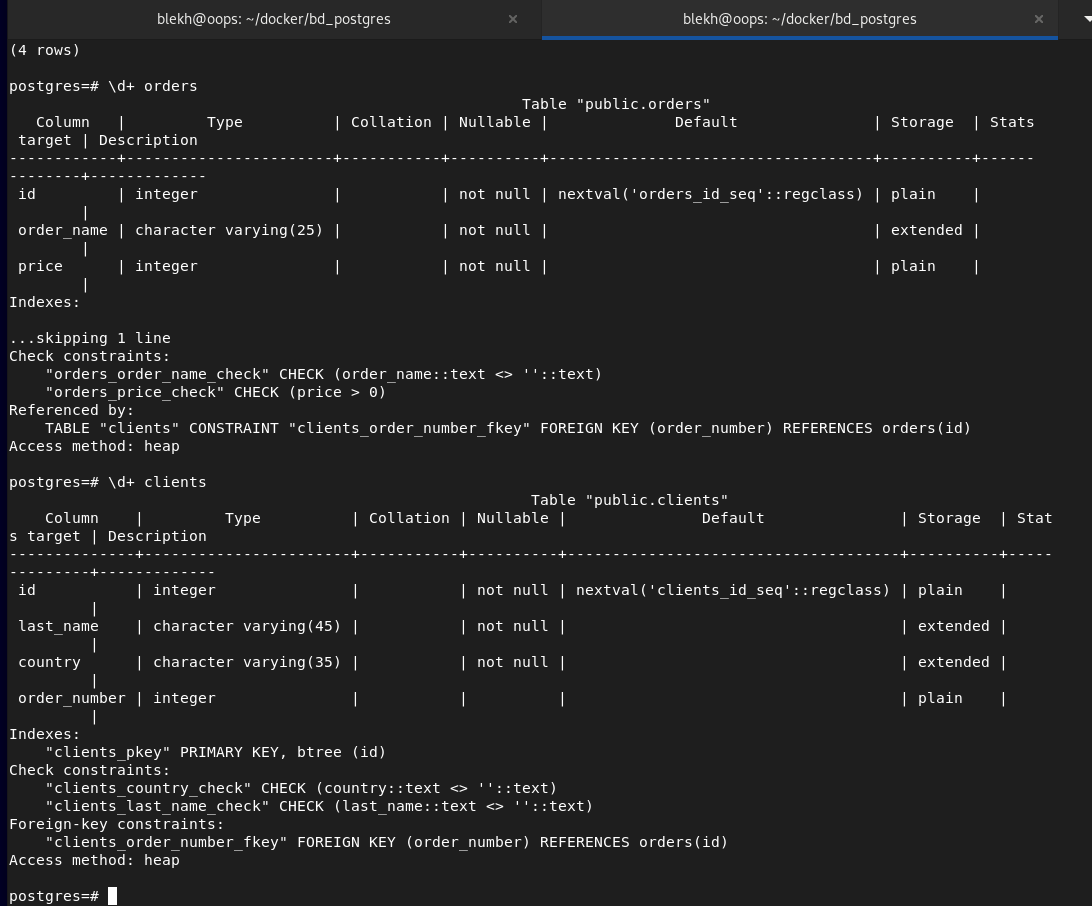 blekh@oops: ~/docker/bd_postgres × blekh@oops: ~/docker/bd_postgres ×
(4 rows)

postgres=# \d+ orders
                                                         Table "public.orders"
   Column   |         Type          | Collation | Nullable |              Default               | Storage  | Stats
 target | Description
------------+-----------------------+-----------+----------+------------------------------------+----------+------
--------+-------------
 id         | integer               |           | not null | nextval('orders_id_seq'::regclass) | plain    |
        |
 order_name | character varying(25) |           | not null |                                    | extended |
        |
 price      | integer               |           | not null |                                    | plain    |
        |
Indexes:

...skipping 1 line
Check constraints:
    "orders_order_name_check" CHECK (order_name::text <> ''::text)
    "orders_price_check" CHECK (price > 0)
Referenced by:
    TABLE "clients" CONSTRAINT "clients_order_number_fkey" FOREIGN KEY (order_number) REFERENCES orders(id)
Access method: heap

postgres=# \d+ clients
                                                          Table "public.clients"
    Column    |         Type          | Collation | Nullable |               Default               | Storage  | Stat
s target | Description
--------------+-----------------------+-----------+----------+-------------------------------------+----------+-----
---------+-------------
 id           | integer               |           | not null | nextval('clients_id_seq'::regclass) | plain    |
         |
 last_name    | character varying(45) |           | not null |                                     | extended |
         |
 country      | character varying(35) |           | not null |                                     | extended |
         |
 order_number | integer               |           |          |                                     | plain    |
         |
Indexes:
    "clients_pkey" PRIMARY KEY, btree (id)
Check constraints:
    "clients_country_check" CHECK (country::text <> ''::text)
    "clients_last_name_check" CHECK (last_name::text <> ''::text)
Foreign-key constraints:
    "clients_order_number_fkey" FOREIGN KEY (order_number) REFERENCES orders(id)
Access method: heap

postgres=#